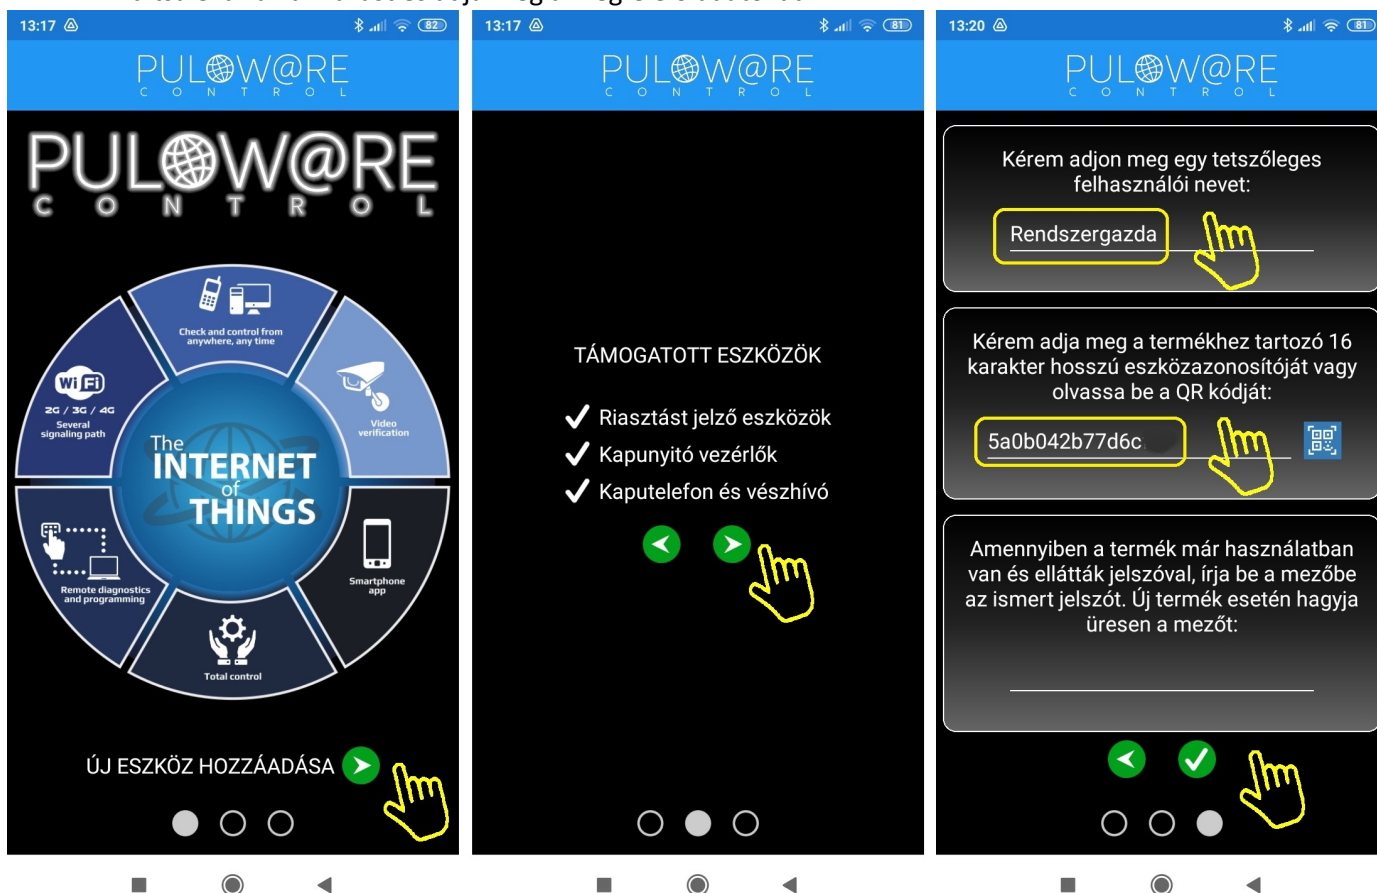 13:17
82
PULOW@RE
CONTROL
PULOW@RE
CONTROL
Check and control from
anywhere, any time
WiFi
2G / 3G / 4G
Several
signaling path
Video
verification
The
INTERNET
of
THINGS
Remote diagnostics
and programming
Smartphone
app
Total control
ÚJ ESZKÖZ HOZZÁADÁSA
13:17
81
PULOW@RE
CONTROL
TÁMOGATOTT ESZKÖZÖK
Riasztást jelző eszközök
Kapunyitó vezérlők
Kaputelefon és vészhívó
13:20
81
PULOW@RE
CONTROL
Kérem adjon meg egy tetszőleges
felhasználói nevet:
Rendszergazda
Kérem adja meg a termékhez tartozó 16
karakter hosszú eszközazonosítóját vagy
olvassa be a QR kódját:
5a0b042b77d6c
Amennyiben a termék már használatban
van és ellátták jelszóval, írja be a mezőbe
az ismert jelszót. Új termék esetén hagyja
üresen a mezőt: